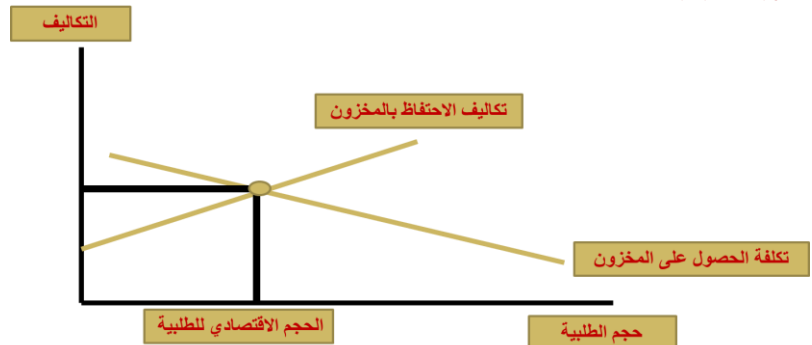 التكاليف
تكاليف الاحتفاظ بالمخزون
تكلفة الحصول على المخزون
الحجم الاقتصادي للطلبية
حجم الطلبية